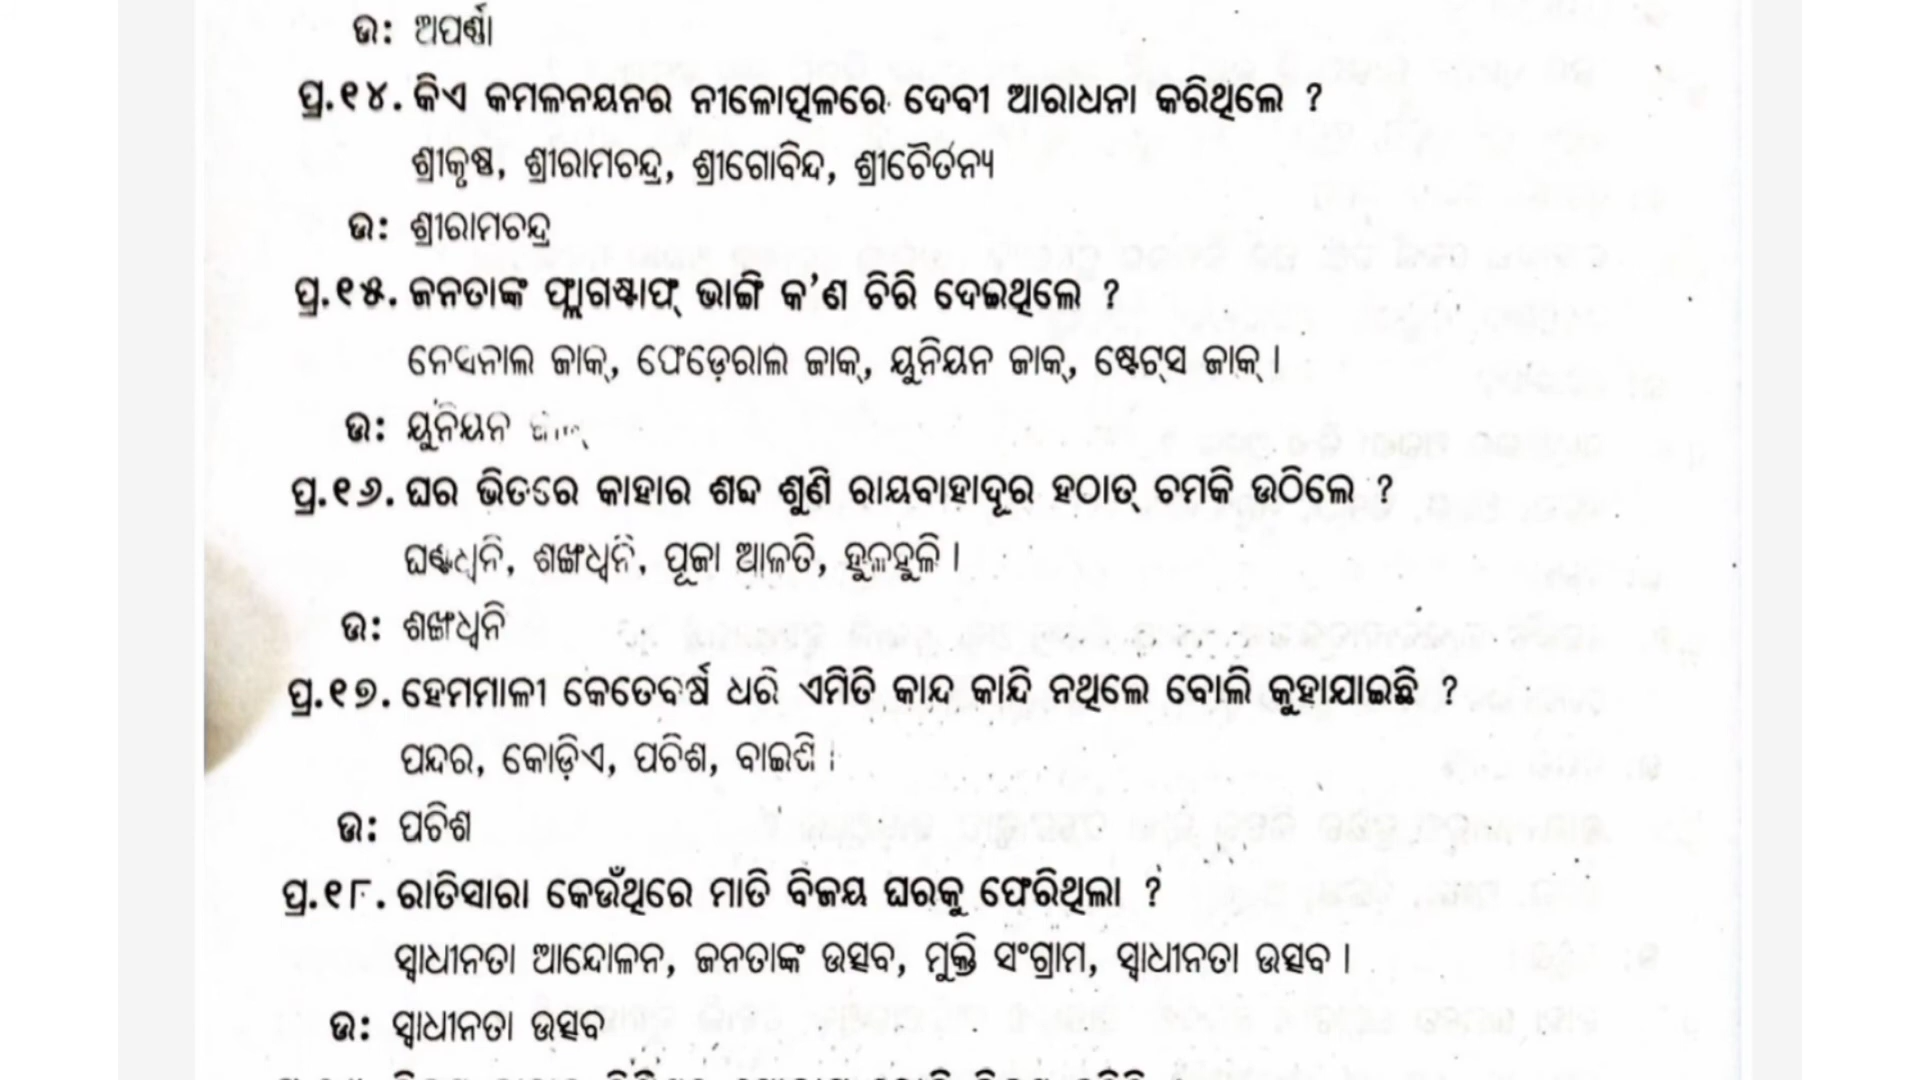 ଉ: ଅପର୍ଣ୍ଣା
ପ୍ର.୧୪. କିଏ କମଳନୟନର ନୀଳୋତ୍ପଳରେ ଦେବୀ ଆରାଧନା କରିଥିଲେ ?
ଶ୍ରୀକୃଷ୍ଣ, ଶ୍ରୀରାମଚନ୍ଦ୍ର, ଶ୍ରୀଗୋବିନ୍ଦ, ଶ୍ରୀଚୈର୍ତନ୍ୟ
ଉ: ଶ୍ରୀରାମଚନ୍ଦ୍ର
ପ୍ର.୧୫. ଜନତାଙ୍କ ଫ୍ଲାଗଷ୍ଟାଫ୍ ଭାଙ୍ଗି କ'ଣ ଚିରି ଦେଇଥିଲେ ?
ନେସନାଲ ଜାକ୍, ଫେଡ଼େରାଲ ଜାକ୍, ୟୁନିୟନ ଜାକ୍, ଷ୍ଟେଟ୍ସ ଜାକ୍ ।
ଉ: ୟୁନିୟନ
ପ୍ର.୧୬. ଘର ଭିତରେ କାହାର ଶବ୍ଦ ଶୁଣି ରାୟବାହାଦୂର ହଠାତ୍ ଚମକି ଉଠିଲେ ?
ଘଣ୍ଟଧ୍ୱନି, ଶଙ୍ଖଧ୍ୱନି, ପୂଜା ଆଳତି, ହୁଳହୁଳି ।
ଉ: ଶଙ୍ଖଧ୍ୱନି
ପ୍ର.୧୭. ହେମମାଳୀ କେତେବର୍ଷ ଧରି ଏମିତି କାନ୍ଦ କାନ୍ଦି ନଥିଲେ ବୋଲି କୁହାଯାଇଛି ?
ପନ୍ଦର, କୋଡ଼ିଏ, ପଚିଶ, ବାଇଶି ।
ଉ: ପଚିଶ
ପ୍ର.୧୮. ରାତିସାରା କେଉଁଥିରେ ମାତି ବିଜୟ ଘରକୁ ଫେରିଥିଲା ?
ସ୍ୱାଧୀନତା ଆନ୍ଦୋଳନ, ଜନତାଙ୍କ ଉତ୍ସବ, ମୁକ୍ତି ସଂଗ୍ରାମ, ସ୍ୱାଧୀନତା ଉତ୍ସବ ।
ଉ: ସ୍ୱାଧୀନତା ଉତ୍ସବ